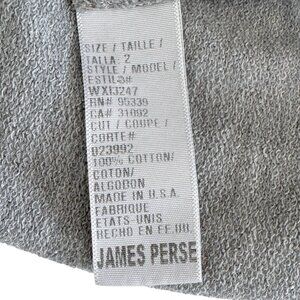 SIZE / TAILLE /
TALLA: 2
STYLE / MODEL /
ESTILO#
WXI3247
RN# 95339
CA# 31092
CUT / COUPE /
CORTE#
023992
100% COTTON/
COTON/
ALGODON
MADE IN U.S.A.
FABRIQUE
ETATS-UNIS
HECHO EN EE.UU.
JAMES PERSE